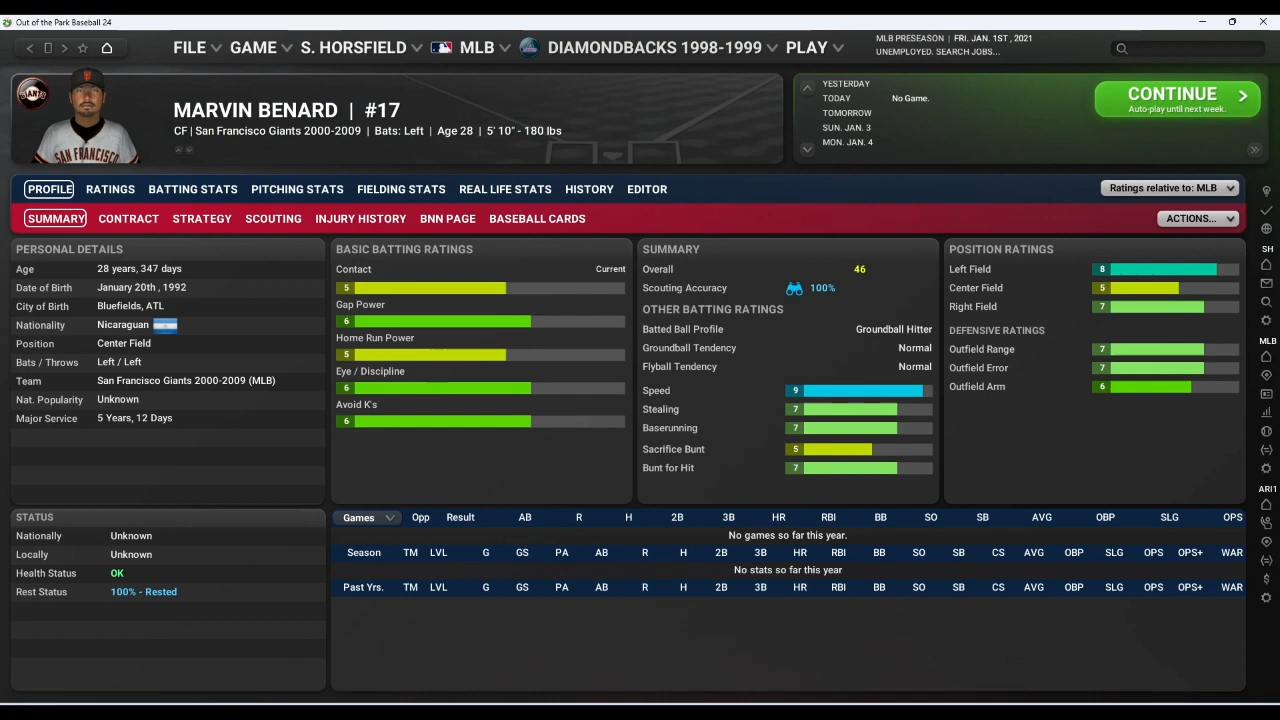 Out of the Park Baseball 24
FILE GAME S. HORSFIELD MLB DIAMONDBACKS 1998-1999 PLAY
MLB PRESEASON | FRI. JAN. 1ST , 2021
UNEMPLOYED. SEARCH JOBS...
MARVIN BENARD | #17
CF | San Francisco Giants 2000-2009 | Bats: Left | Age 28 | 5' 10" - 180 lbs
GIANTS
SAN FRANCISCO
YESTERDAY
TODAY No Game.
TOMORROW
SUN. JAN. 3
MON. JAN. 4
CONTINUE
Auto-play until next week.
PROFILE RATINGS BATTING STATS PITCHING STATS FIELDING STATS REAL LIFE STATS HISTORY EDITOR
Ratings relative to: MLB
SUMMARY CONTRACT STRATEGY SCOUTING INJURY HISTORY BNN PAGE BASEBALL CARDS
ACTIONS...
PERSONAL DETAILS
Age 28 years, 347 days
Date of Birth January 20th , 1992
City of Birth Bluefields, ATL
Nationality Nicaraguan
Position Center Field
Bats / Throws Left / Left
Team San Francisco Giants 2000-2009 (MLB)
Nat. Popularity Unknown
Major Service 5 Years, 12 Days
BASIC BATTING RATINGS
Contact Current
5
Gap Power
6
Home Run Power
5
Eye / Discipline
6
Avoid K's
6
SUMMARY
Overall 46
Scouting Accuracy 100%
OTHER BATTING RATINGS
Batted Ball Profile Groundball Hitter
Groundball Tendency Normal
Flyball Tendency Normal
Speed 9
Stealing 7
Baserunning 7
Sacrifice Bunt 5
Bunt for Hit 7
POSITION RATINGS
Left Field 8
Center Field 5
Right Field 7
DEFENSIVE RATINGS
Outfield Range 7
Outfield Error 7
Outfield Arm 6
SH
MLB
ARI1
STATUS
Nationally Unknown
Locally Unknown
Health Status OK
Rest Status 100% - Rested
Games Opp Result AB R H 2B 3B HR RBI BB SO SB AVG OBP SLG OPS
No games so far this year.
Season TM LVL G GS PA AB R H 2B 3B HR RBI BB SO SB CS AVG OBP SLG OPS OPS+ WAR
No stats so far this year
Past Yrs. TM LVL G GS PA AB R H 2B 3B HR RBI BB SO SB CS AVG OBP SLG OPS OPS+ WAR